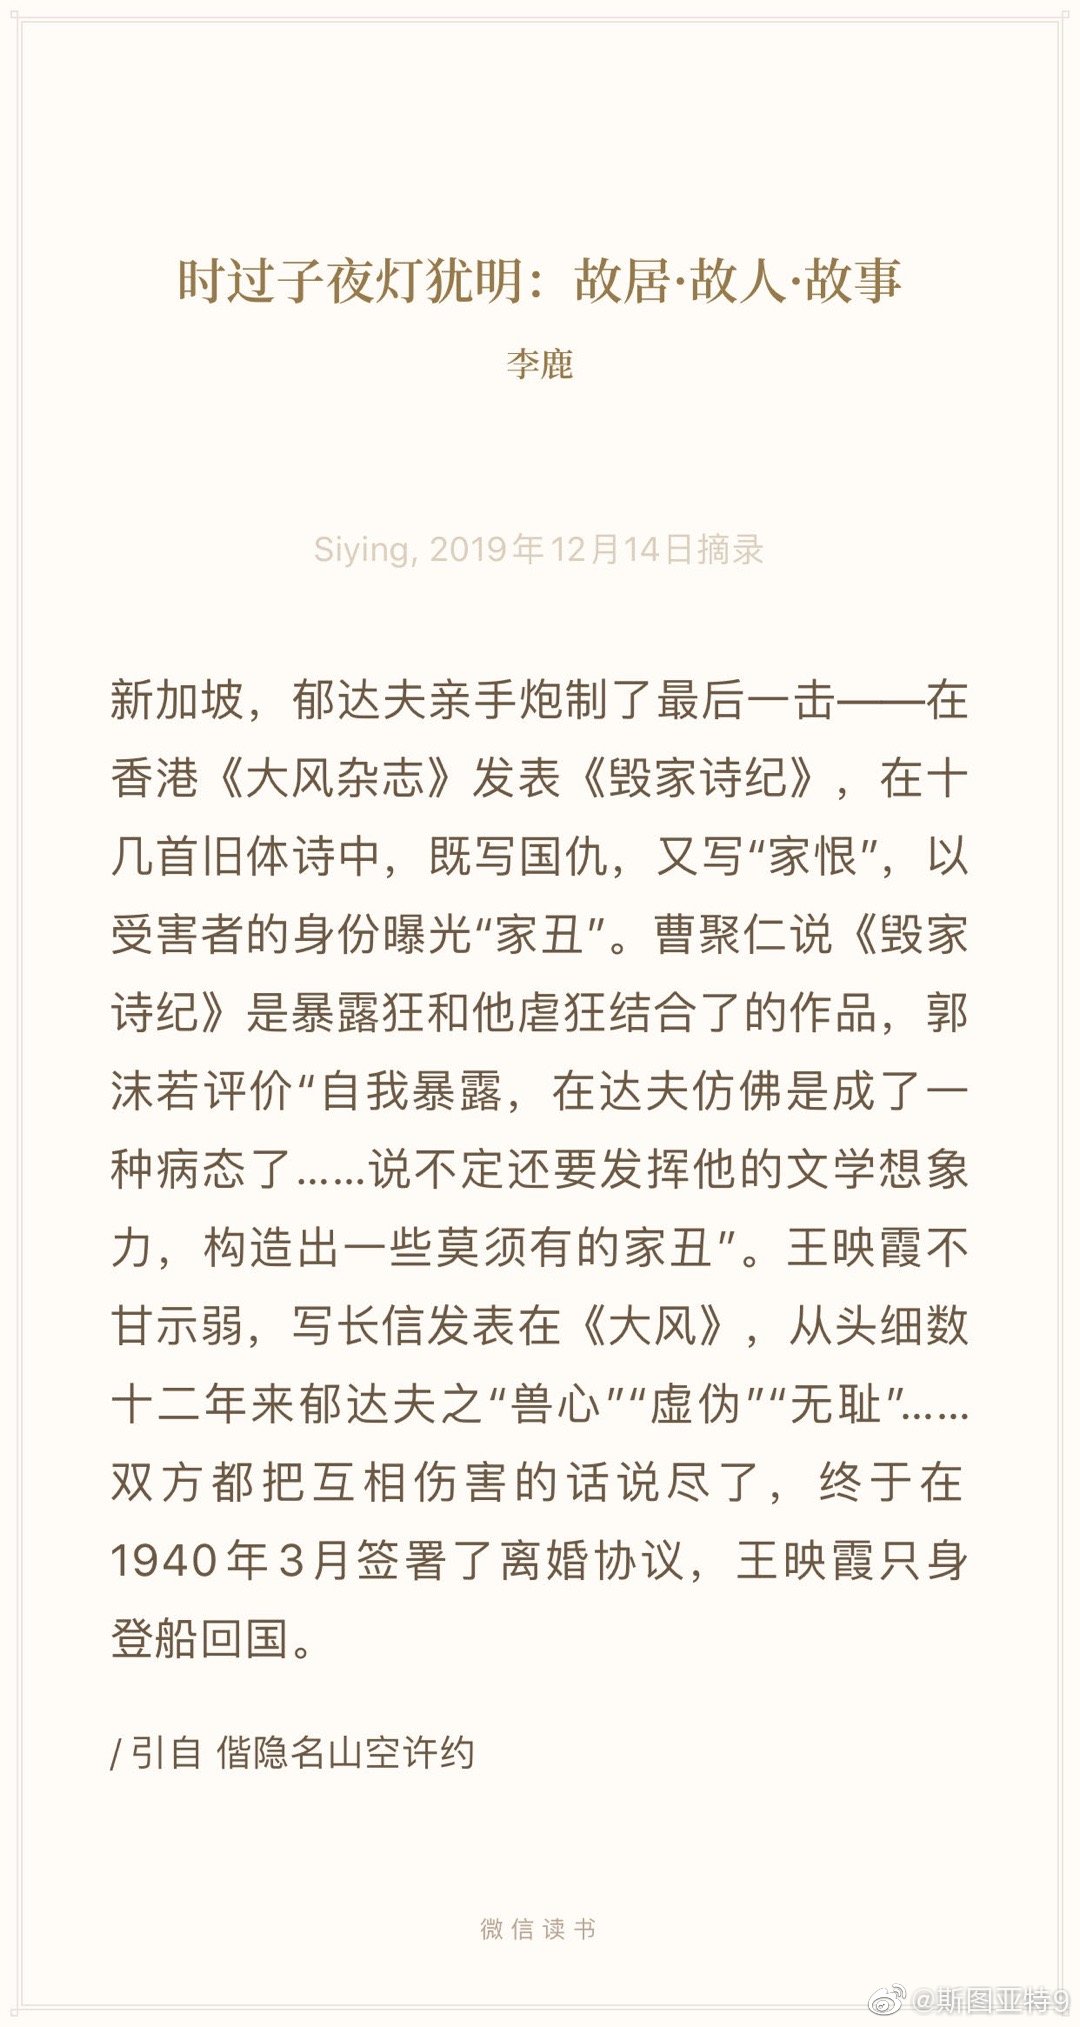 时过子夜灯犹明：故居·故人·故事
李鹿
Siying, 2019年12月14日摘录
新加坡，郁达夫亲手炮制了最后一击——在
香港《大风杂志》发表《毁家诗纪》，在十
几首旧体诗中，既写国仇，又写“家恨”，以
受害者的身份曝光“家丑”。曹聚仁说《毁家
诗纪》是暴露狂和他虐狂结合了的作品，郭
沫若评价“自我暴露，在达夫仿佛是成了一
种病态了……说不定还要发挥他的文学想象
力，构造出一些莫须有的家丑”。王映霞不
甘示弱，写长信发表在《大风》，从头细数
十二年来郁达夫之“兽心”“虚伪”“无耻”……
双方都把互相伤害的话说尽了，终于在
1940年3月签署了离婚协议，王映霞只身
登船回国。
/ 引自 偕隐名山空许约
微信读书
@斯图亚特9